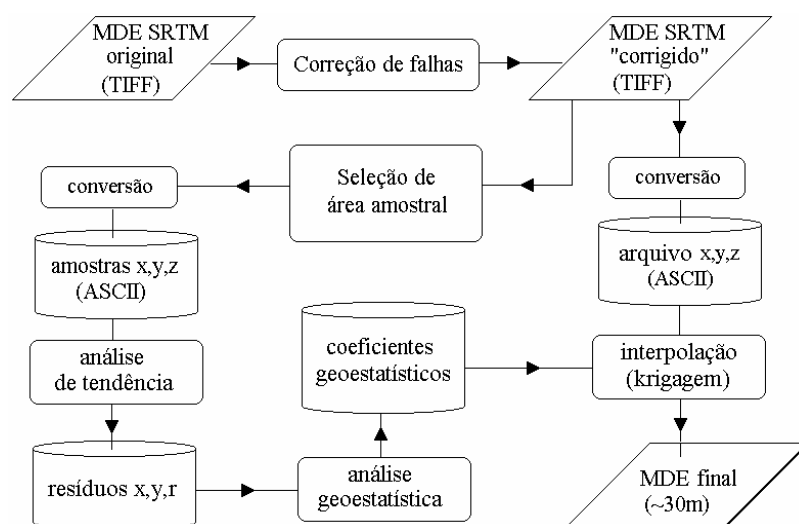 MDE SRTM
original
(TIFF)
Correção de falhas
MDE SRTM
"corrigido"
(TIFF)
conversão
Seleção de
área amostral
conversão
amostras x,y,z
(ASCII)
arquivo x,y,z
(ASCII)
análise
de tendência
coeficientes
geoestatísticos
interpolação
(krigagem)
resíduos x,y,r
análise
geoestatística
MDE final
(~30m)